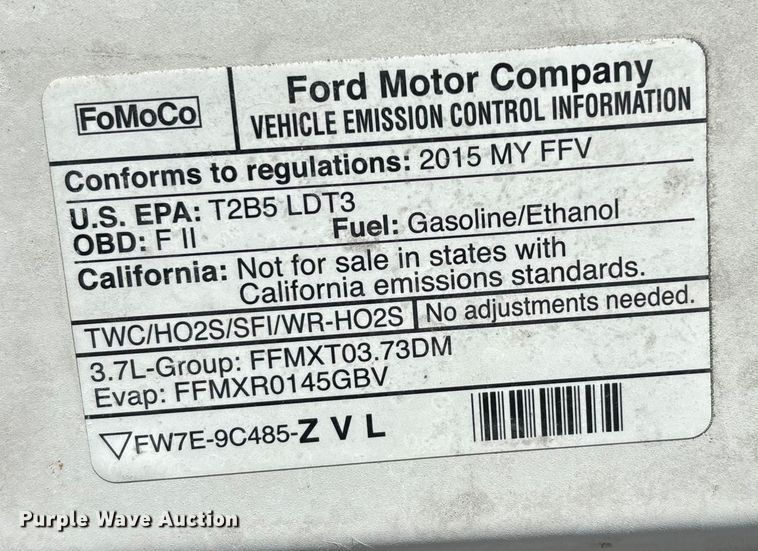 FoMoCo
Ford Motor Company
VEHICLE EMISSION CONTROL INFORMATION
Conforms to regulations: 2015 MY FFV
U.S. EPA: T2B5 LDT3
OBD: F II Fuel: Gasoline/Ethanol
California: Not for sale in states with
California emissions standards.
TWC/HO2S/SFI/WR-HO2S No adjustments needed.
3.7L-Group: FFMXT03.73DM
Evap: FFMXR0145GBV
FW7E-9C485-Z V L
Purple Wave Auction